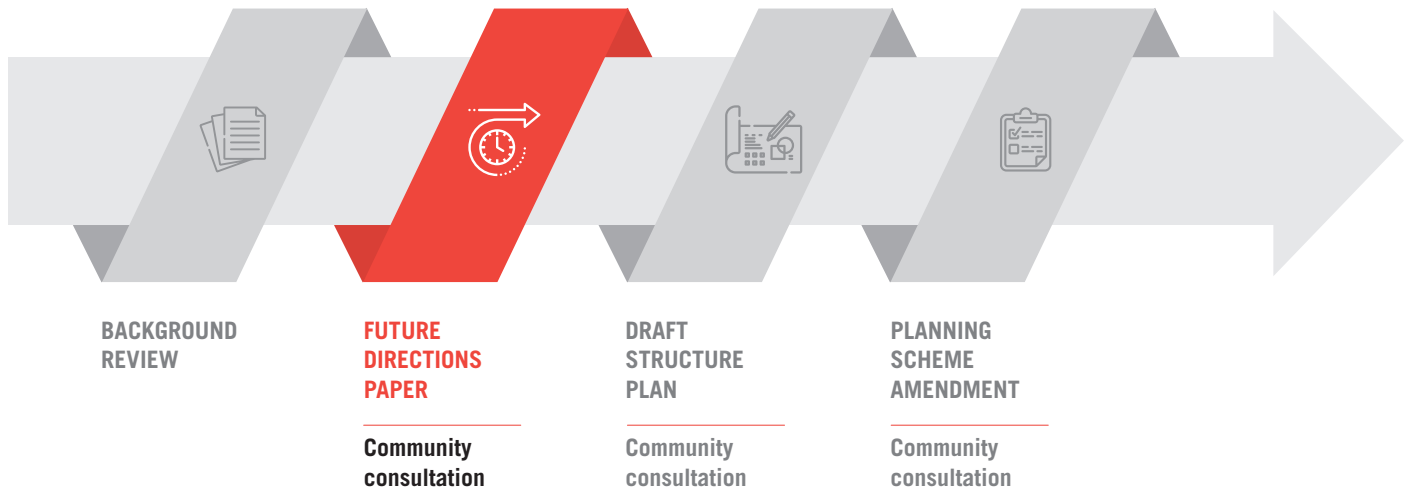 BACKGROUND
REVIEW
FUTURE
DIRECTIONS
PAPER
Community
consultation
DRAFT
STRUCTURE
PLAN
Community
consultation
PLANNING
SCHEME
AMENDMENT
Community
consultation